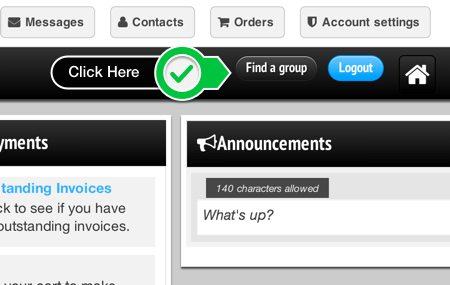 Messages
Contacts
Orders
Account settings
Click Here
Find a group
Logout
yments
Announcements
tanding Invoices
ck to see if you have
outstanding invoices.
140 characters allowed
What's up?